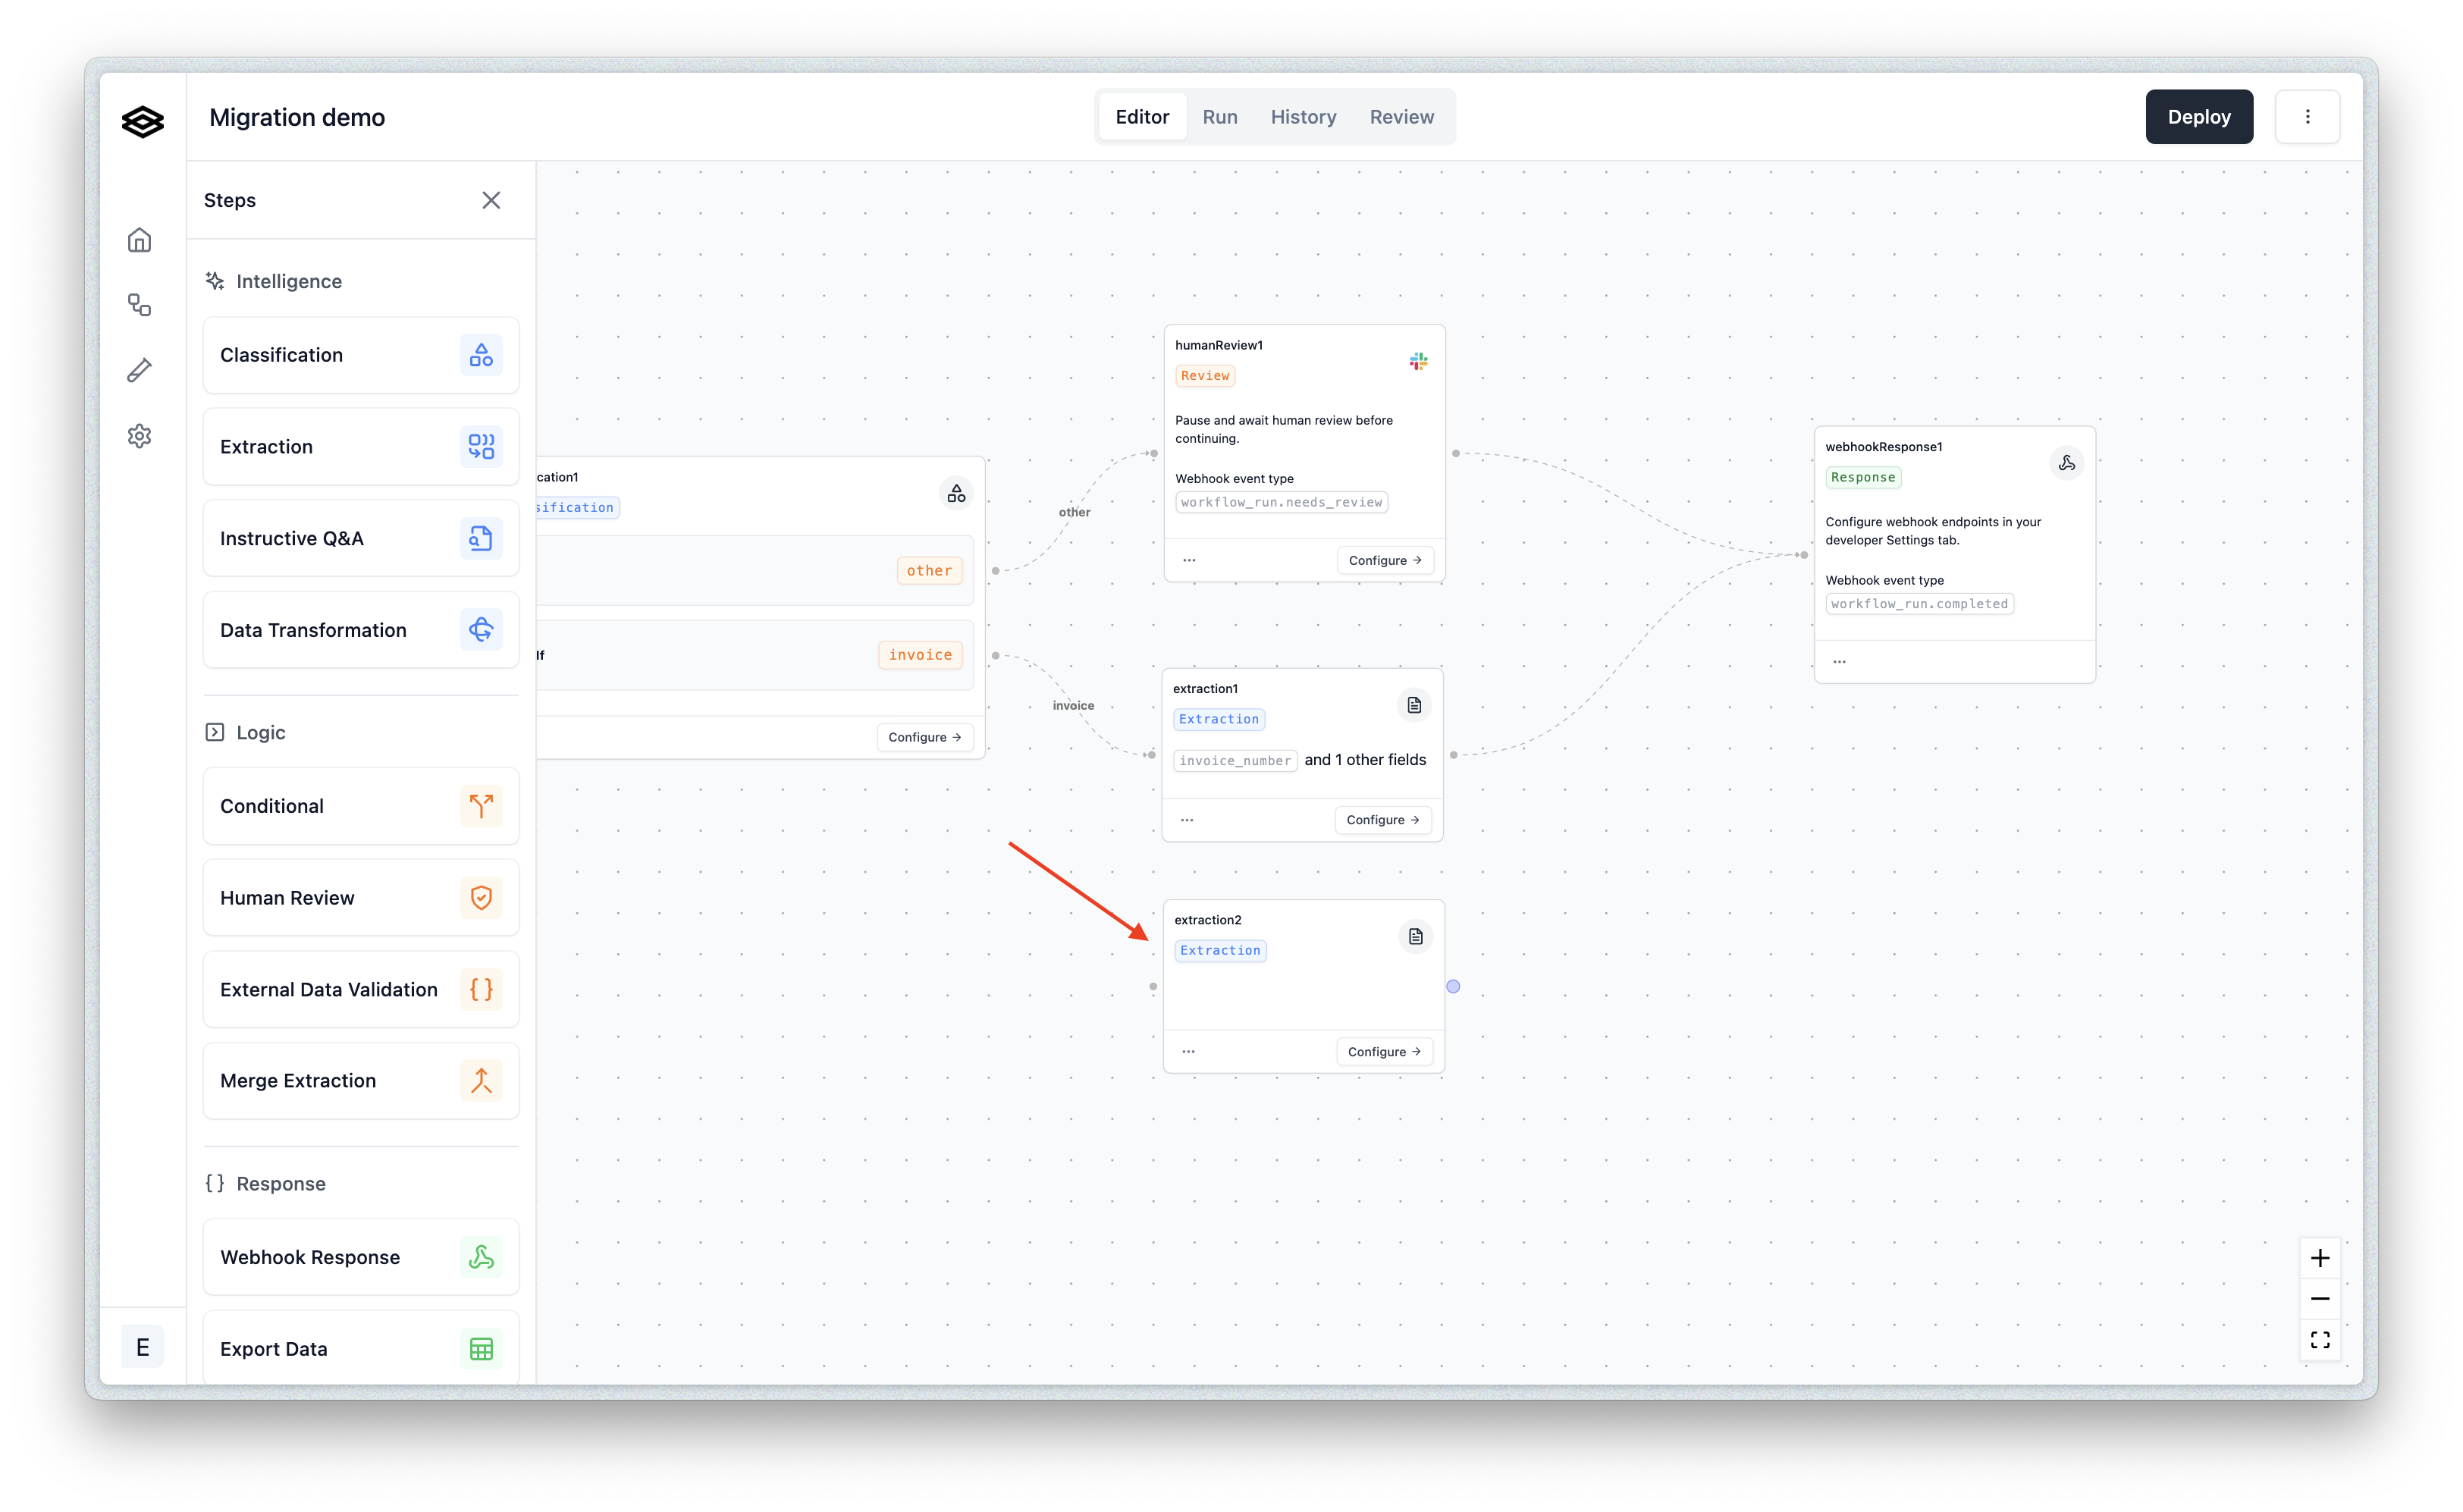 Migration demo
Editor
Run
History
Review
Deploy
Steps
Intelligence
Classification
Extraction
Instructive Q&A
Data Transformation
Logic
Conditional
Human Review
External Data Validation
Merge Extraction
Response
Webhook Response
Export Data
E
cation1
sification
other
If
invoice
Configure →
other
invoice
humanReview1
Review
Pause and await human review before
continuing.
Webhook event type
workflow_run.needs_review
Configure →
extraction1
Extraction
invoice_number and 1 other fields
Configure →
extraction2
Extraction
Configure →
webhookResponse1
Response
Configure webhook endpoints in your
developer Settings tab.
Webhook event type
workflow_run.completed